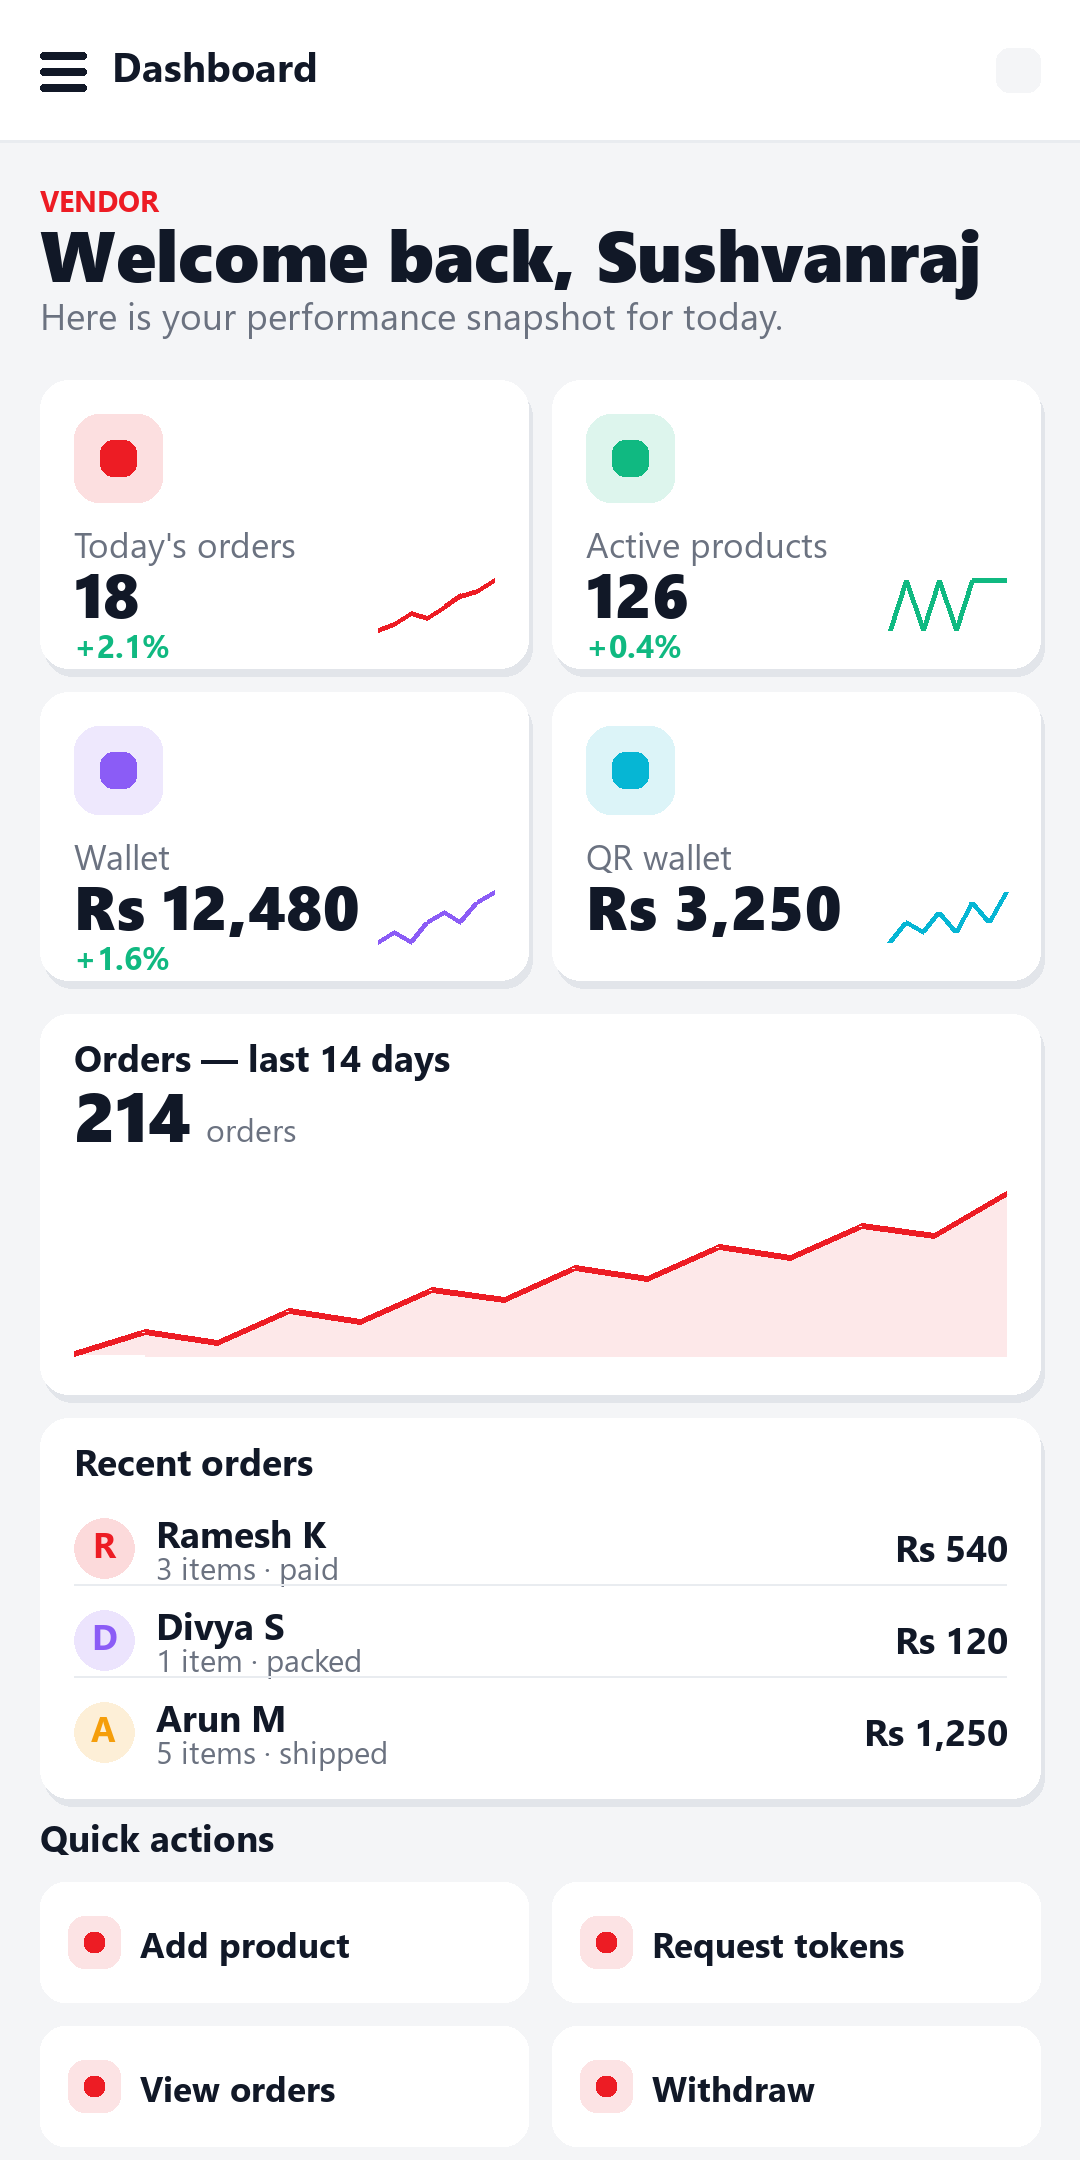 Dashboard
VENDOR
Welcome back, Sushvanraj
Here is your performance snapshot for today.
Today's orders
18
+2.1%
Active products
126
+0.4%
Wallet
Rs 12,480
+1.6%
QR wallet
Rs 3,250
Orders — last 14 days
214 orders
Recent orders
R
Ramesh K
3 items · paid
Rs 540
D
Divya S
1 item · packed
Rs 120
A
Arun M
5 items · shipped
Rs 1,250
Quick actions
Add product
Request tokens
View orders
Withdraw